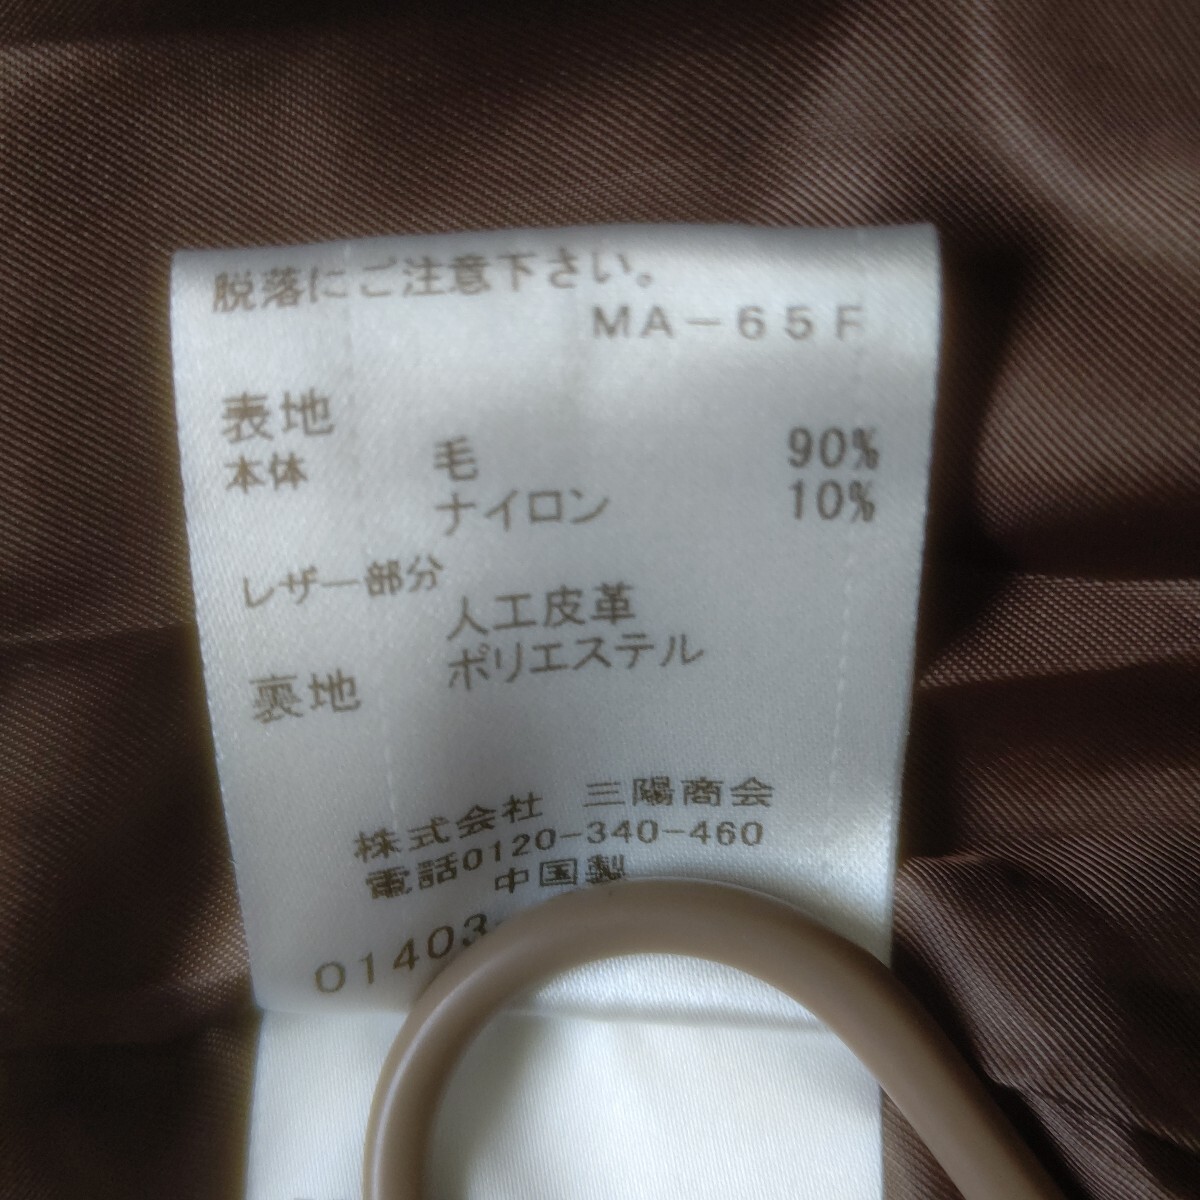 脱落にご注意下さい。
MA-65F
表地
本体 毛 90%
ナイロン 10%
レザー部分
人工皮革
裏地 ポリエステル
株式会社 三陽商会
電話0120-340-460
中国製
01403